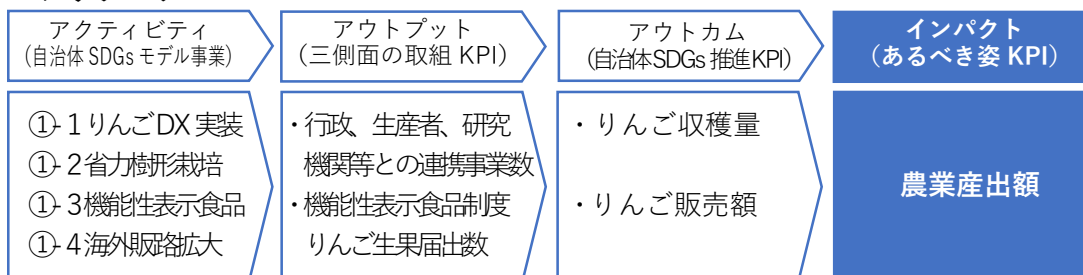 アクティビティ
(自治体 SDGs モデル事業)
アウトプット
(三側面の取組 KPI)
アウトカム
(自治体SDGs 推進KPI)
インパクト
(あるべき姿 KPI)
①-1りんごDX 実装
①-2省力樹形栽培
①-3機能性表示食品
①-4海外販路拡大
・行政、生産者、研究
機関等との連携事業数
・機能性表示食品制度
りんご生果届出数
・りんご収穫量
・りんご販売額
農業産出額